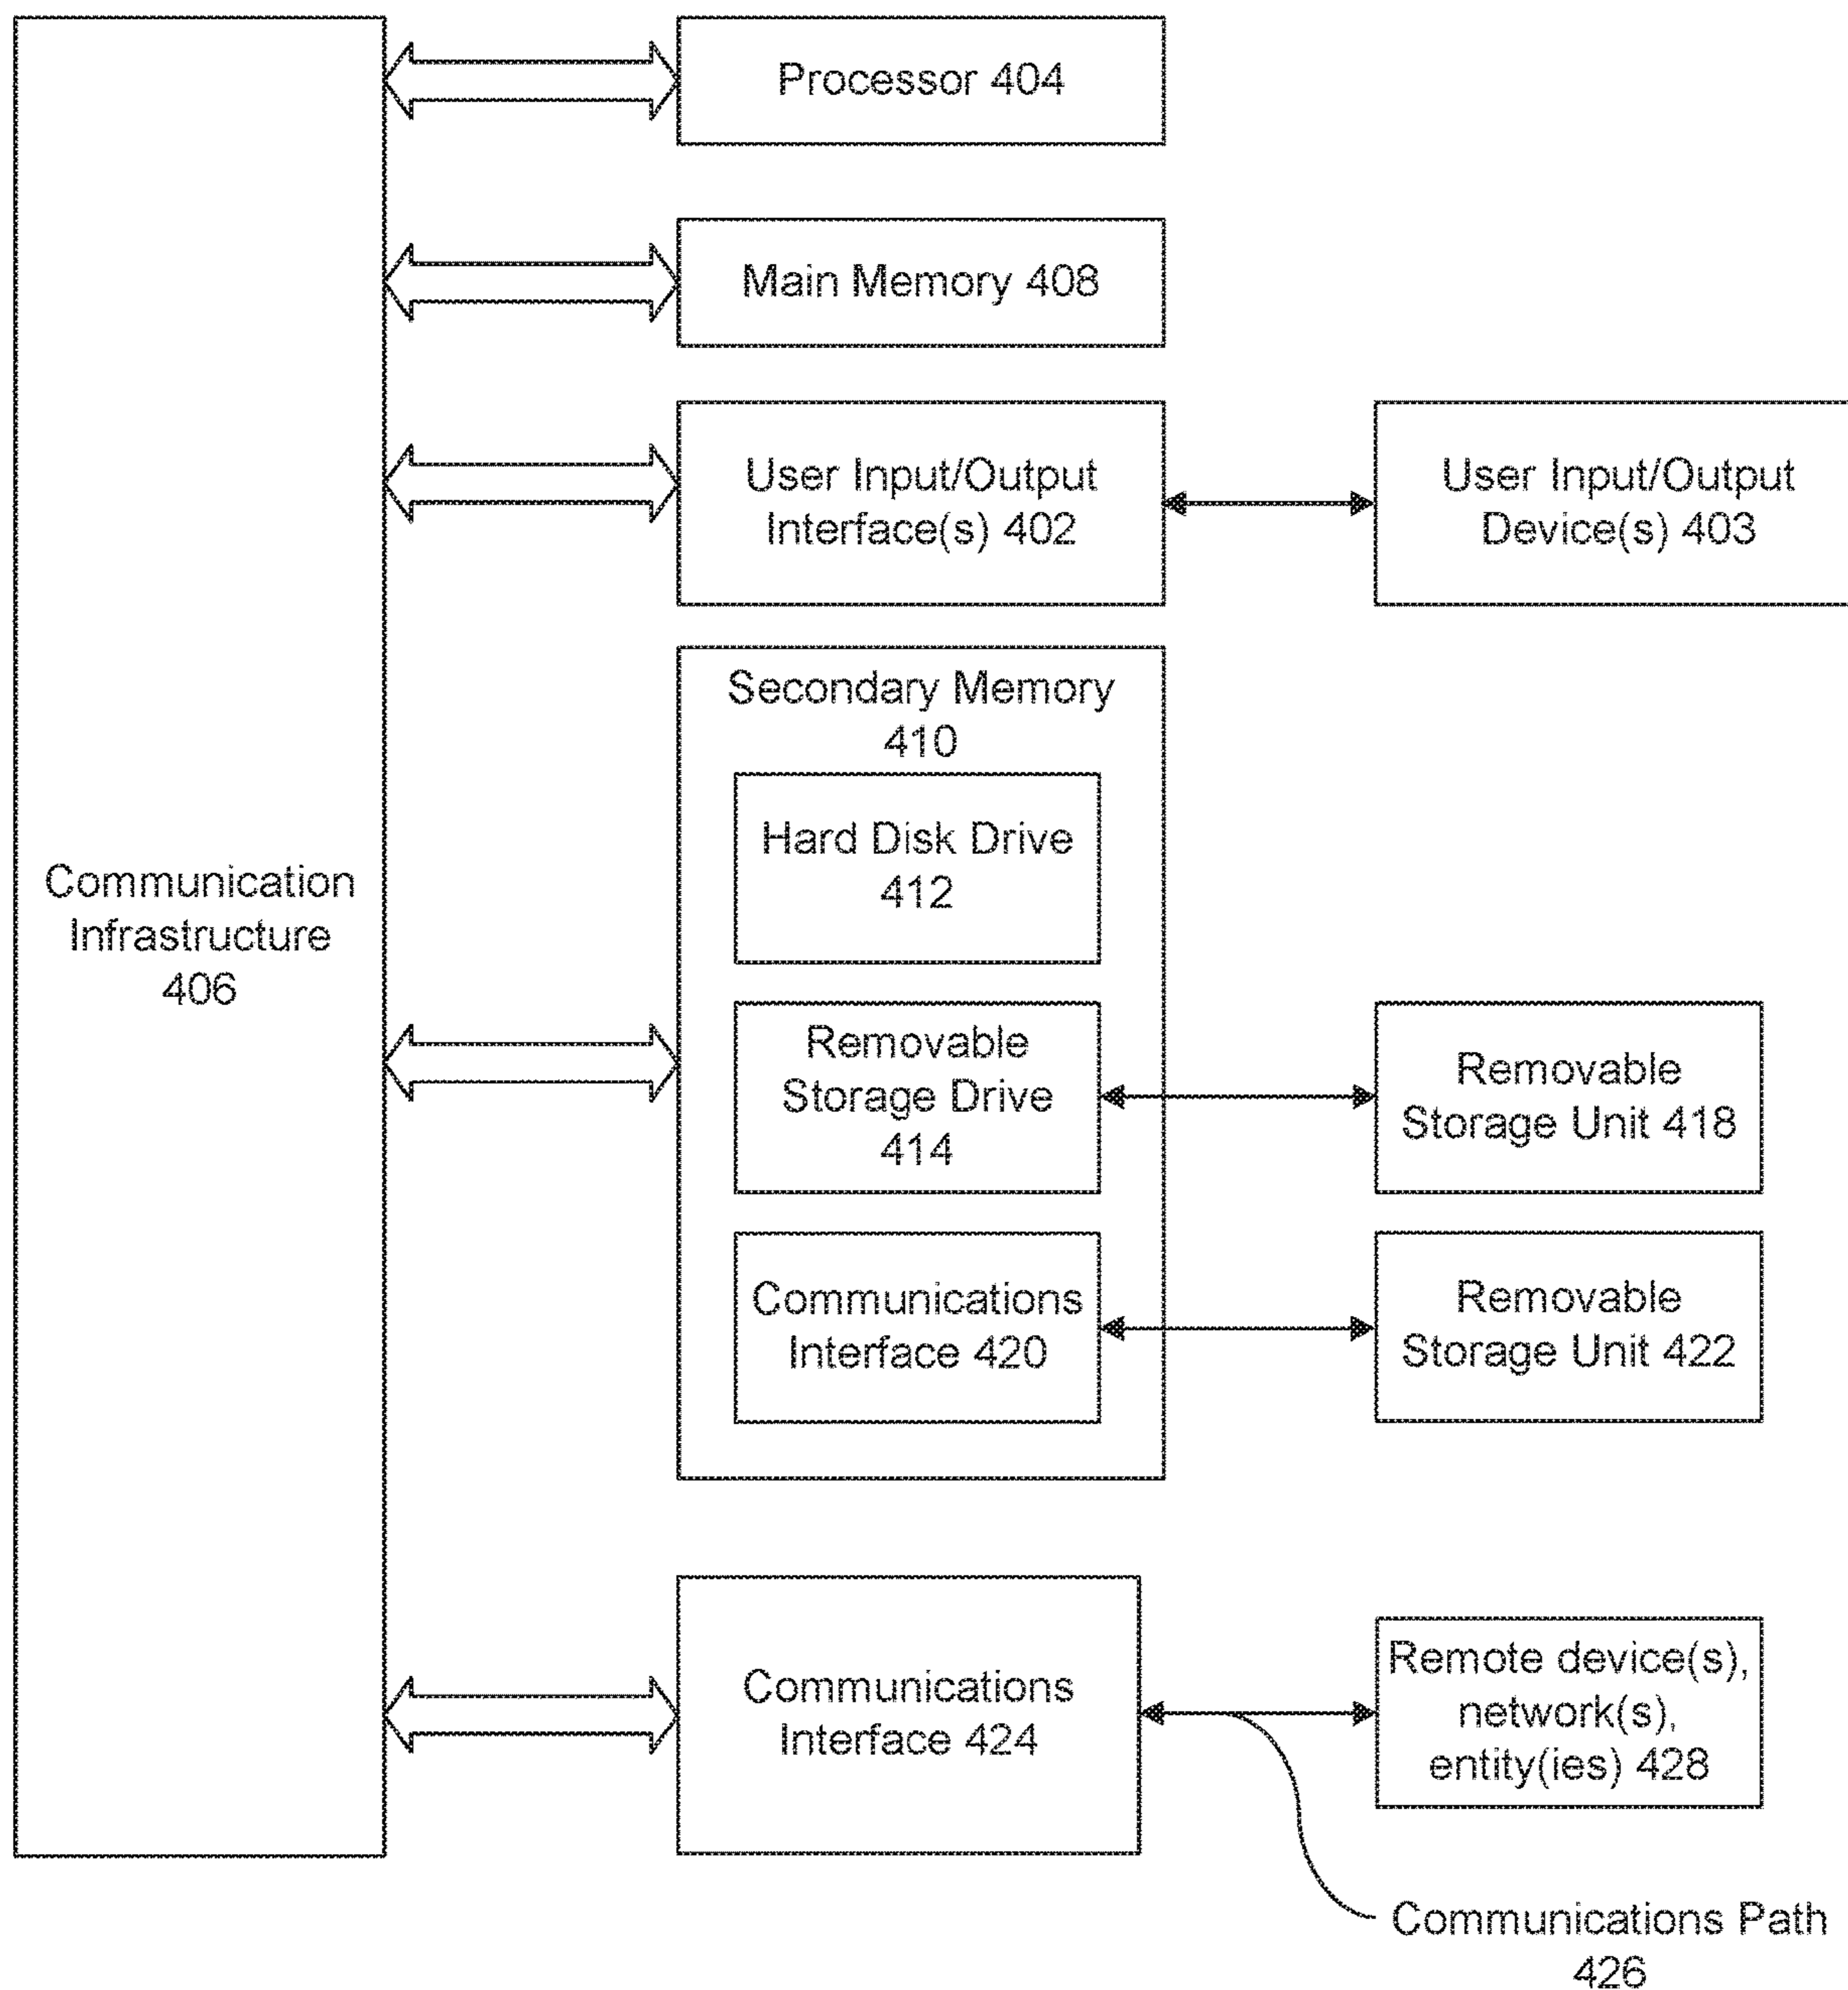 Processor 404
Main Memory 408
User Input/Output
Interface(s) 402
User Input/Output
Device(s) 403
Secondary Memory
410
Hard Disk Drive
412
Communication
Infrastructure
406
Removable
Storage Drive
414
Removable
Storage Unit 418
Communications
Interface 420
Removable
Storage Unit 422
Communications
Interface 424
Remote device(s),
network(s),
entity(ies) 428
Communications Path
426